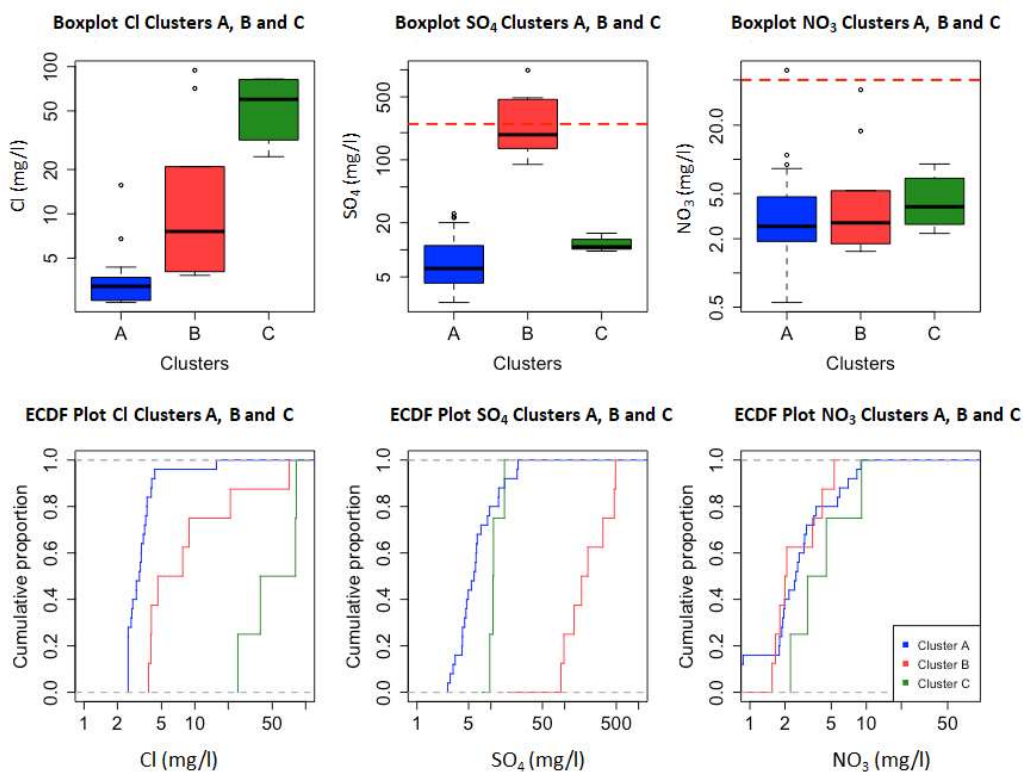 Boxplot Cl Clusters A, B and C
Cl (mg/l)
100
50
20
10
5
A B C
Clusters
Boxplot SO₄ Clusters A, B and C
SO₄ (mg/l)
500
100
20
5
A B C
Clusters
Boxplot NO₃ Clusters A, B and C
NO₃ (mg/l)
20.0
5.0
2.0
0.5
A B C
Clusters
ECDF Plot Cl Clusters A, B and C
Cumulative proportion
1.0
0.8
0.6
0.4
0.2
0.0
1 2 5 10 50
Cl (mg/l)
ECDF Plot SO₄ Clusters A, B and C
Cumulative proportion
1.0
0.8
0.6
0.4
0.2
0.0
1 5 50 500
SO₄ (mg/l)
ECDF Plot NO₃ Clusters A, B and C
Cumulative proportion
1.0
0.8
0.6
0.4
0.2
0.0
Cluster A
Cluster B
Cluster C
1 2 5 10 50
NO₃ (mg/l)